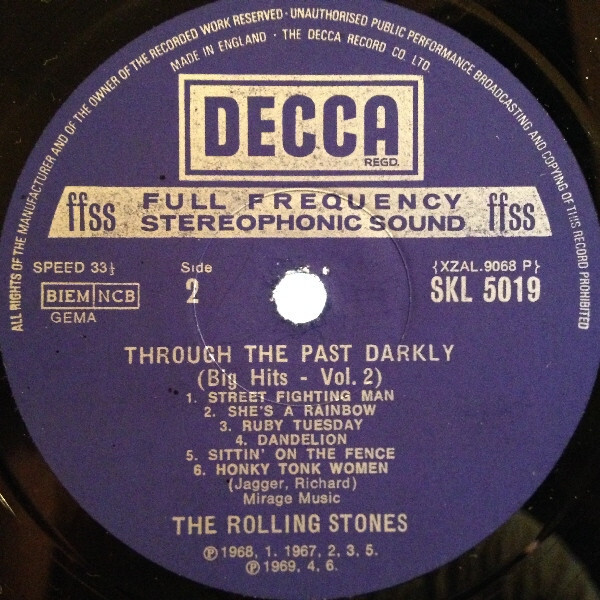 ALL RIGHTS OF THE MANUFACTURER AND OF THE OWNER OF THE RECORDED WORK RESERVED · UNAUTHORISED PUBLIC PERFORMANCE BROADCASTING AND COPYING OF THIS RECORD PROHIBITED
MADE IN ENGLAND · THE DECCA RECORD CO. LTD.
DECCA
REGD.
ffss FULL FREQUENCY ffss
STEREOPHONIC SOUND
SPEED 33⅓ Side {XZAL.9068 P}
BIEM NCB 2 SKL 5019
GEMA
THROUGH THE PAST DARKLY
(Big Hits - Vol. 2)
1. STREET FIGHTING MAN
2. SHE'S A RAINBOW
3. RUBY TUESDAY
4. DANDELION
5. SITTIN' ON THE FENCE
6. HONKY TONK WOMEN
(Jagger, Richard)
Mirage Music
THE ROLLING STONES
℗ 1968, 1. 1967, 2, 3, 5.
℗ 1969, 4, 6.